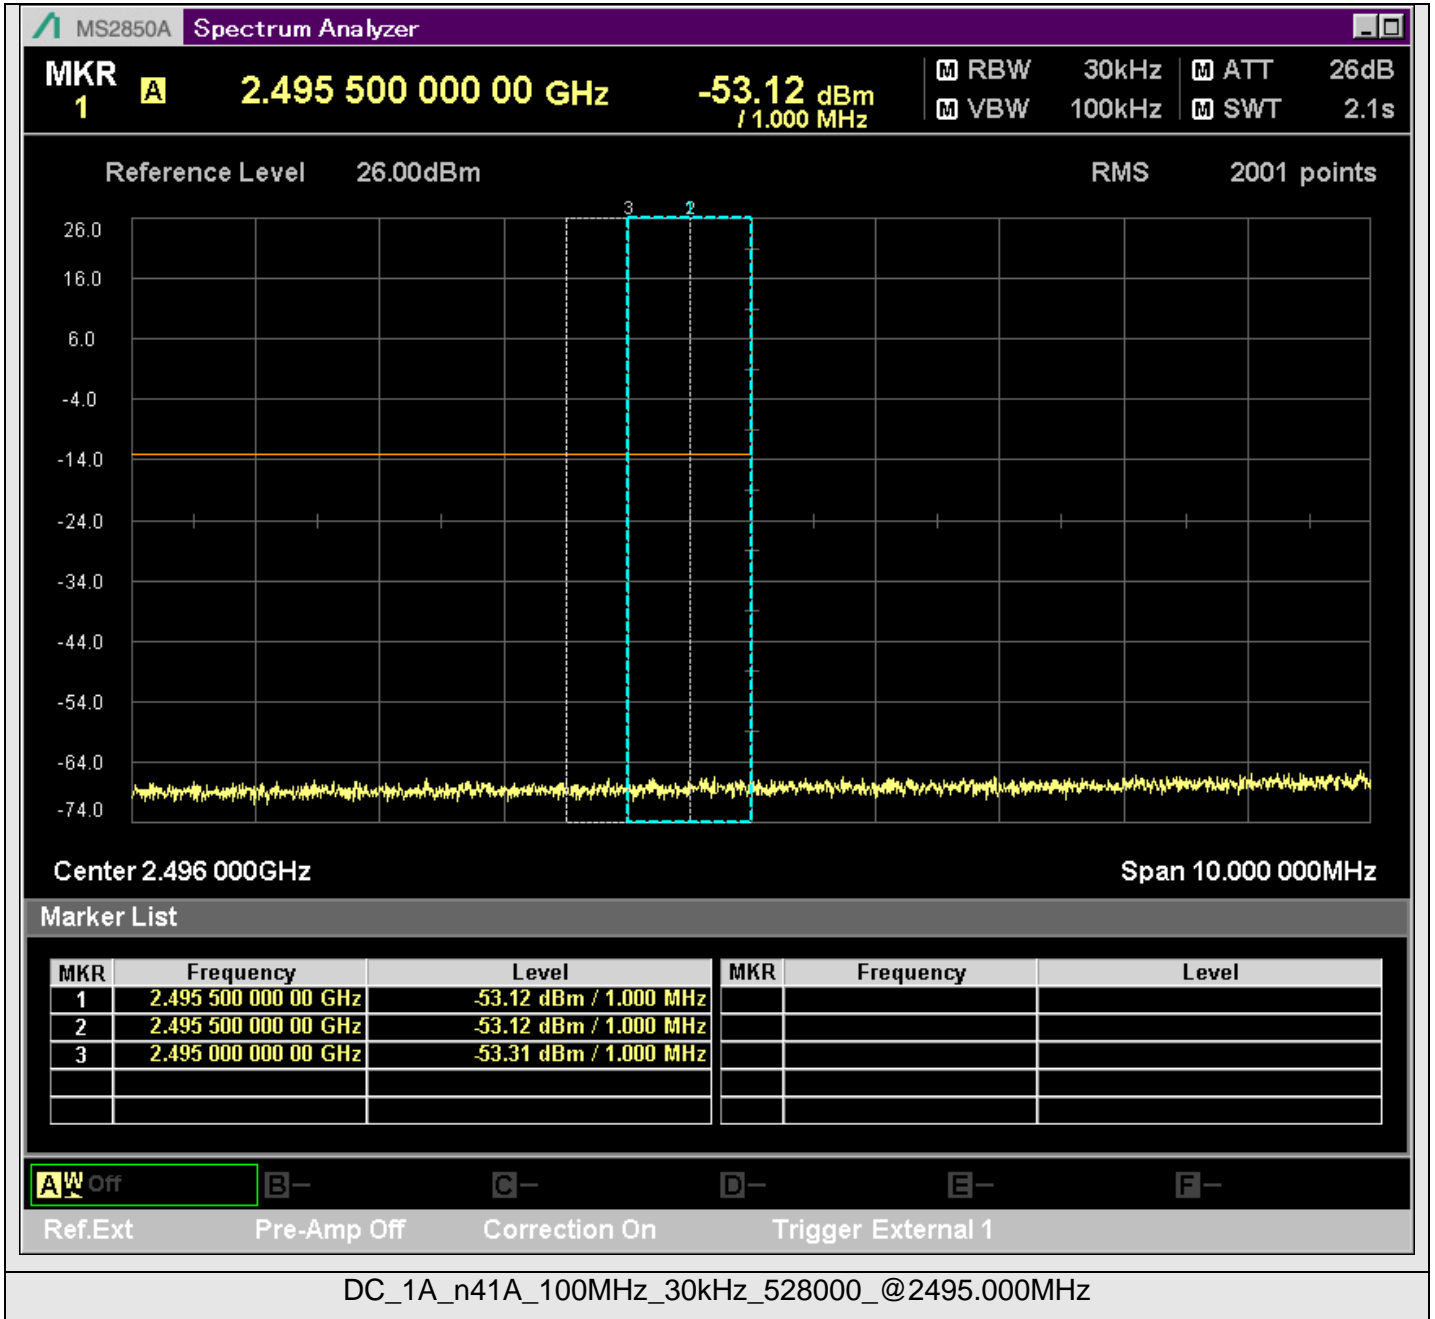 MS2850A Spectrum Analyzer
MKR 1 A 2.495 500 000 00 GHz -53.12 dBm / 1.000 MHz
M RBW 30kHz M ATT 26dB
M VBW 100kHz M SWT 2.1s
Reference Level 26.00dBm RMS 2001 points
3 2
26.0
16.0
6.0
-4.0
-14.0
-24.0
-34.0
-44.0
-54.0
-64.0
-74.0
Center 2.496 000GHz Span 10.000 000MHz
Marker List
MKR Frequency Level MKR Frequency Level
1 2.495 500 000 00 GHz -53.12 dBm / 1.000 MHz
2 2.495 500 000 00 GHz -53.12 dBm / 1.000 MHz
3 2.495 000 000 00 GHz -53.31 dBm / 1.000 MHz
A W Off B — C — D — E — F —
Ref.Ext Pre-Amp Off Correction On Trigger External 1
DC_1A_n41A_100MHz_30kHz_528000_@2495.000MHz